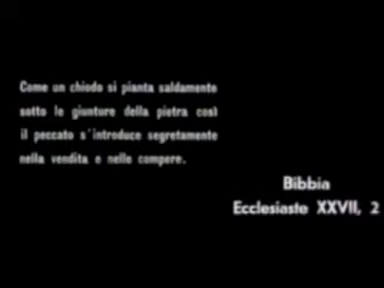 Come un chiodo si pianta saldamente
sotto le giunture della pietra così
il peccato s'introduce segretamente
nella vendita e nelle compere.
Bibbia
Ecclesiaste XXVII, 2